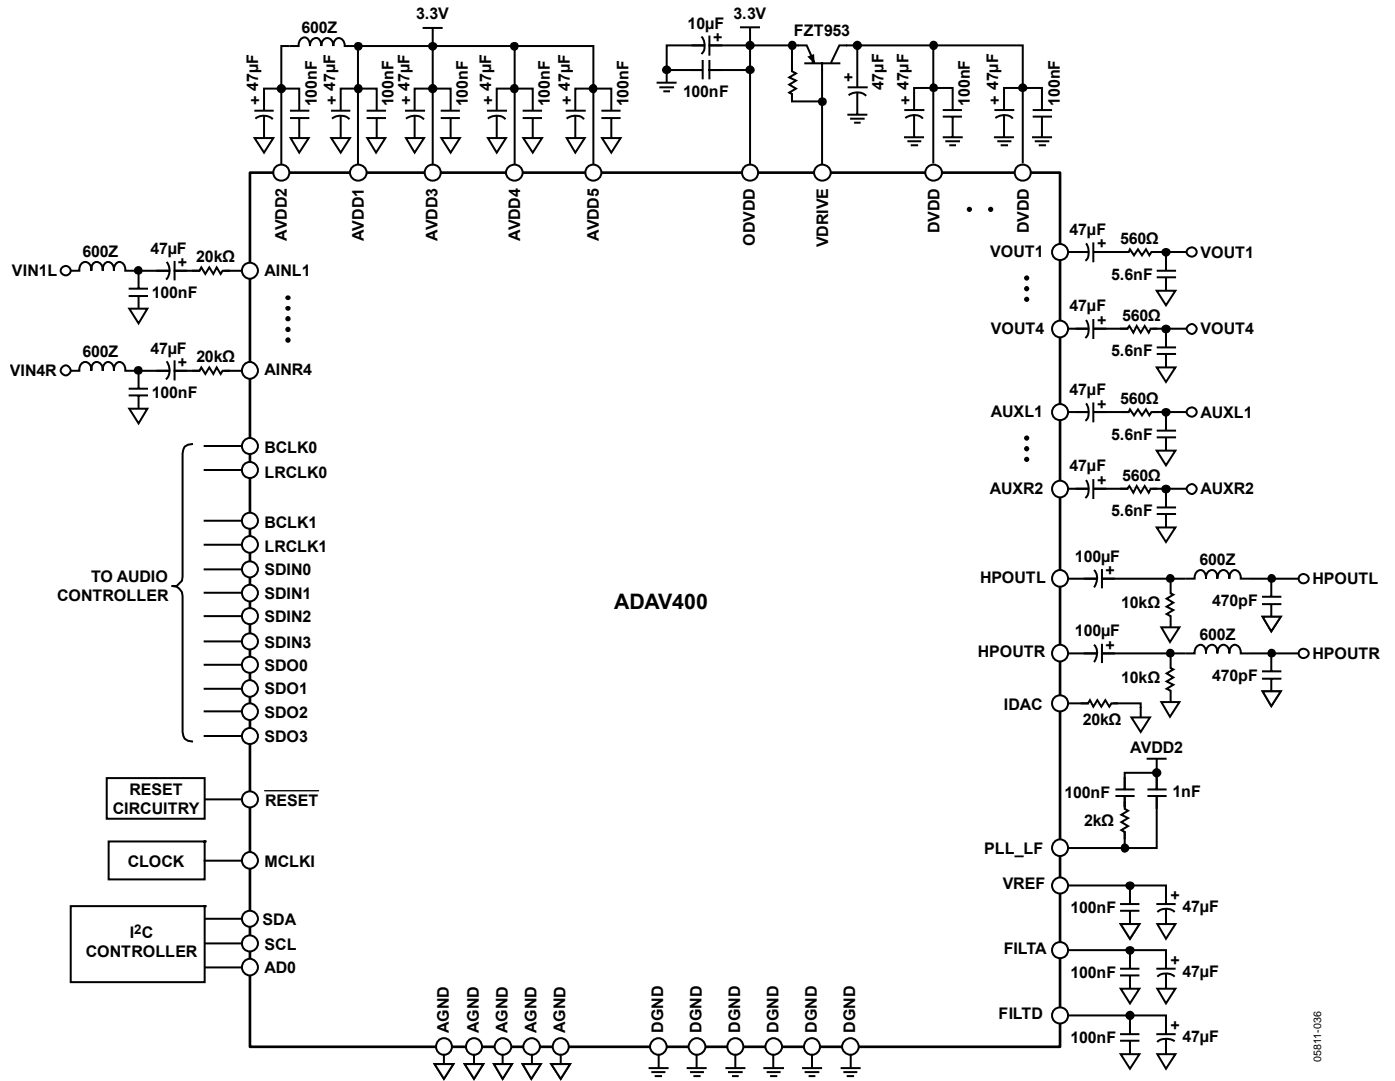 3.3V
600Z
47µF
100nF
47µF
100nF
47µF
100nF
47µF
100nF
47µF
100nF
3.3V
10µF
100nF
FZT953
47µF
47µF
100nF
47µF
100nF
AVDD2
AVDD1
AVDD3
AVDD4
AVDD5
ODVDD
VDRIVE
DVDD
DVDD
VIN1L
600Z
47µF
20kΩ
100nF
AINL1
VIN4R
600Z
47µF
20kΩ
100nF
AINR4
TO AUDIO
CONTROLLER
BCLK0
LRCLK0
BCLK1
LRCLK1
SDIN0
SDIN1
SDIN2
SDIN3
SDO0
SDO1
SDO2
SDO3
RESET
CIRCUITRY
RESET
CLOCK
MCLKI
I2C
CONTROLLER
SDA
SCL
AD0
ADAV400
VOUT1
47µF
560Ω
5.6nF
VOUT1
VOUT4
47µF
560Ω
5.6nF
VOUT4
AUXL1
47µF
560Ω
5.6nF
AUXL1
AUXR2
47µF
560Ω
5.6nF
AUXR2
HPOUTL
100µF
10kΩ
600Z
470pF
HPOUTL
HPOUTR
100µF
10kΩ
600Z
470pF
HPOUTR
IDAC
20kΩ
AVDD2
100nF
1nF
2kΩ
PLL_LF
VREF
100nF
47µF
FILTA
100nF
47µF
FILTD
100nF
47µF
AGND
AGND
AGND
AGND
AGND
DGND
DGND
DGND
DGND
DGND
DGND
05811-036